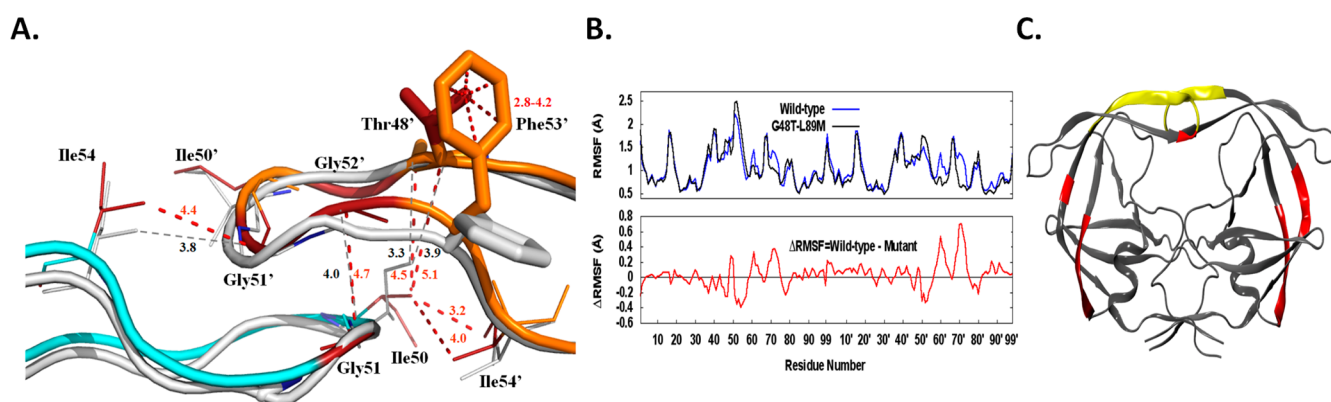 A.
B.
C.
2.8-4.2
Thr48’
Phe53’
Ile54
Ile50’
Gly52’
4.4
3.8
Gly51’
4.0
4.7
3.3
3.9
4.5
5.1
3.2
4.0
Gly51
Ile50
Ile54’
Wild-type
G48T-L89M
RMSF (Å)
2.5
2.0
1.5
1.0
0.5
ΔRMSF=Wild-type - Mutant
ΔRMSF (Å)
0.8
0.6
0.4
0.2
0
-0.2
-0.4
-0.6
10 20 30 40 50 60 70 80 90 99 10' 20' 30' 40' 50' 60' 70' 80' 90' 99'
Residue Number